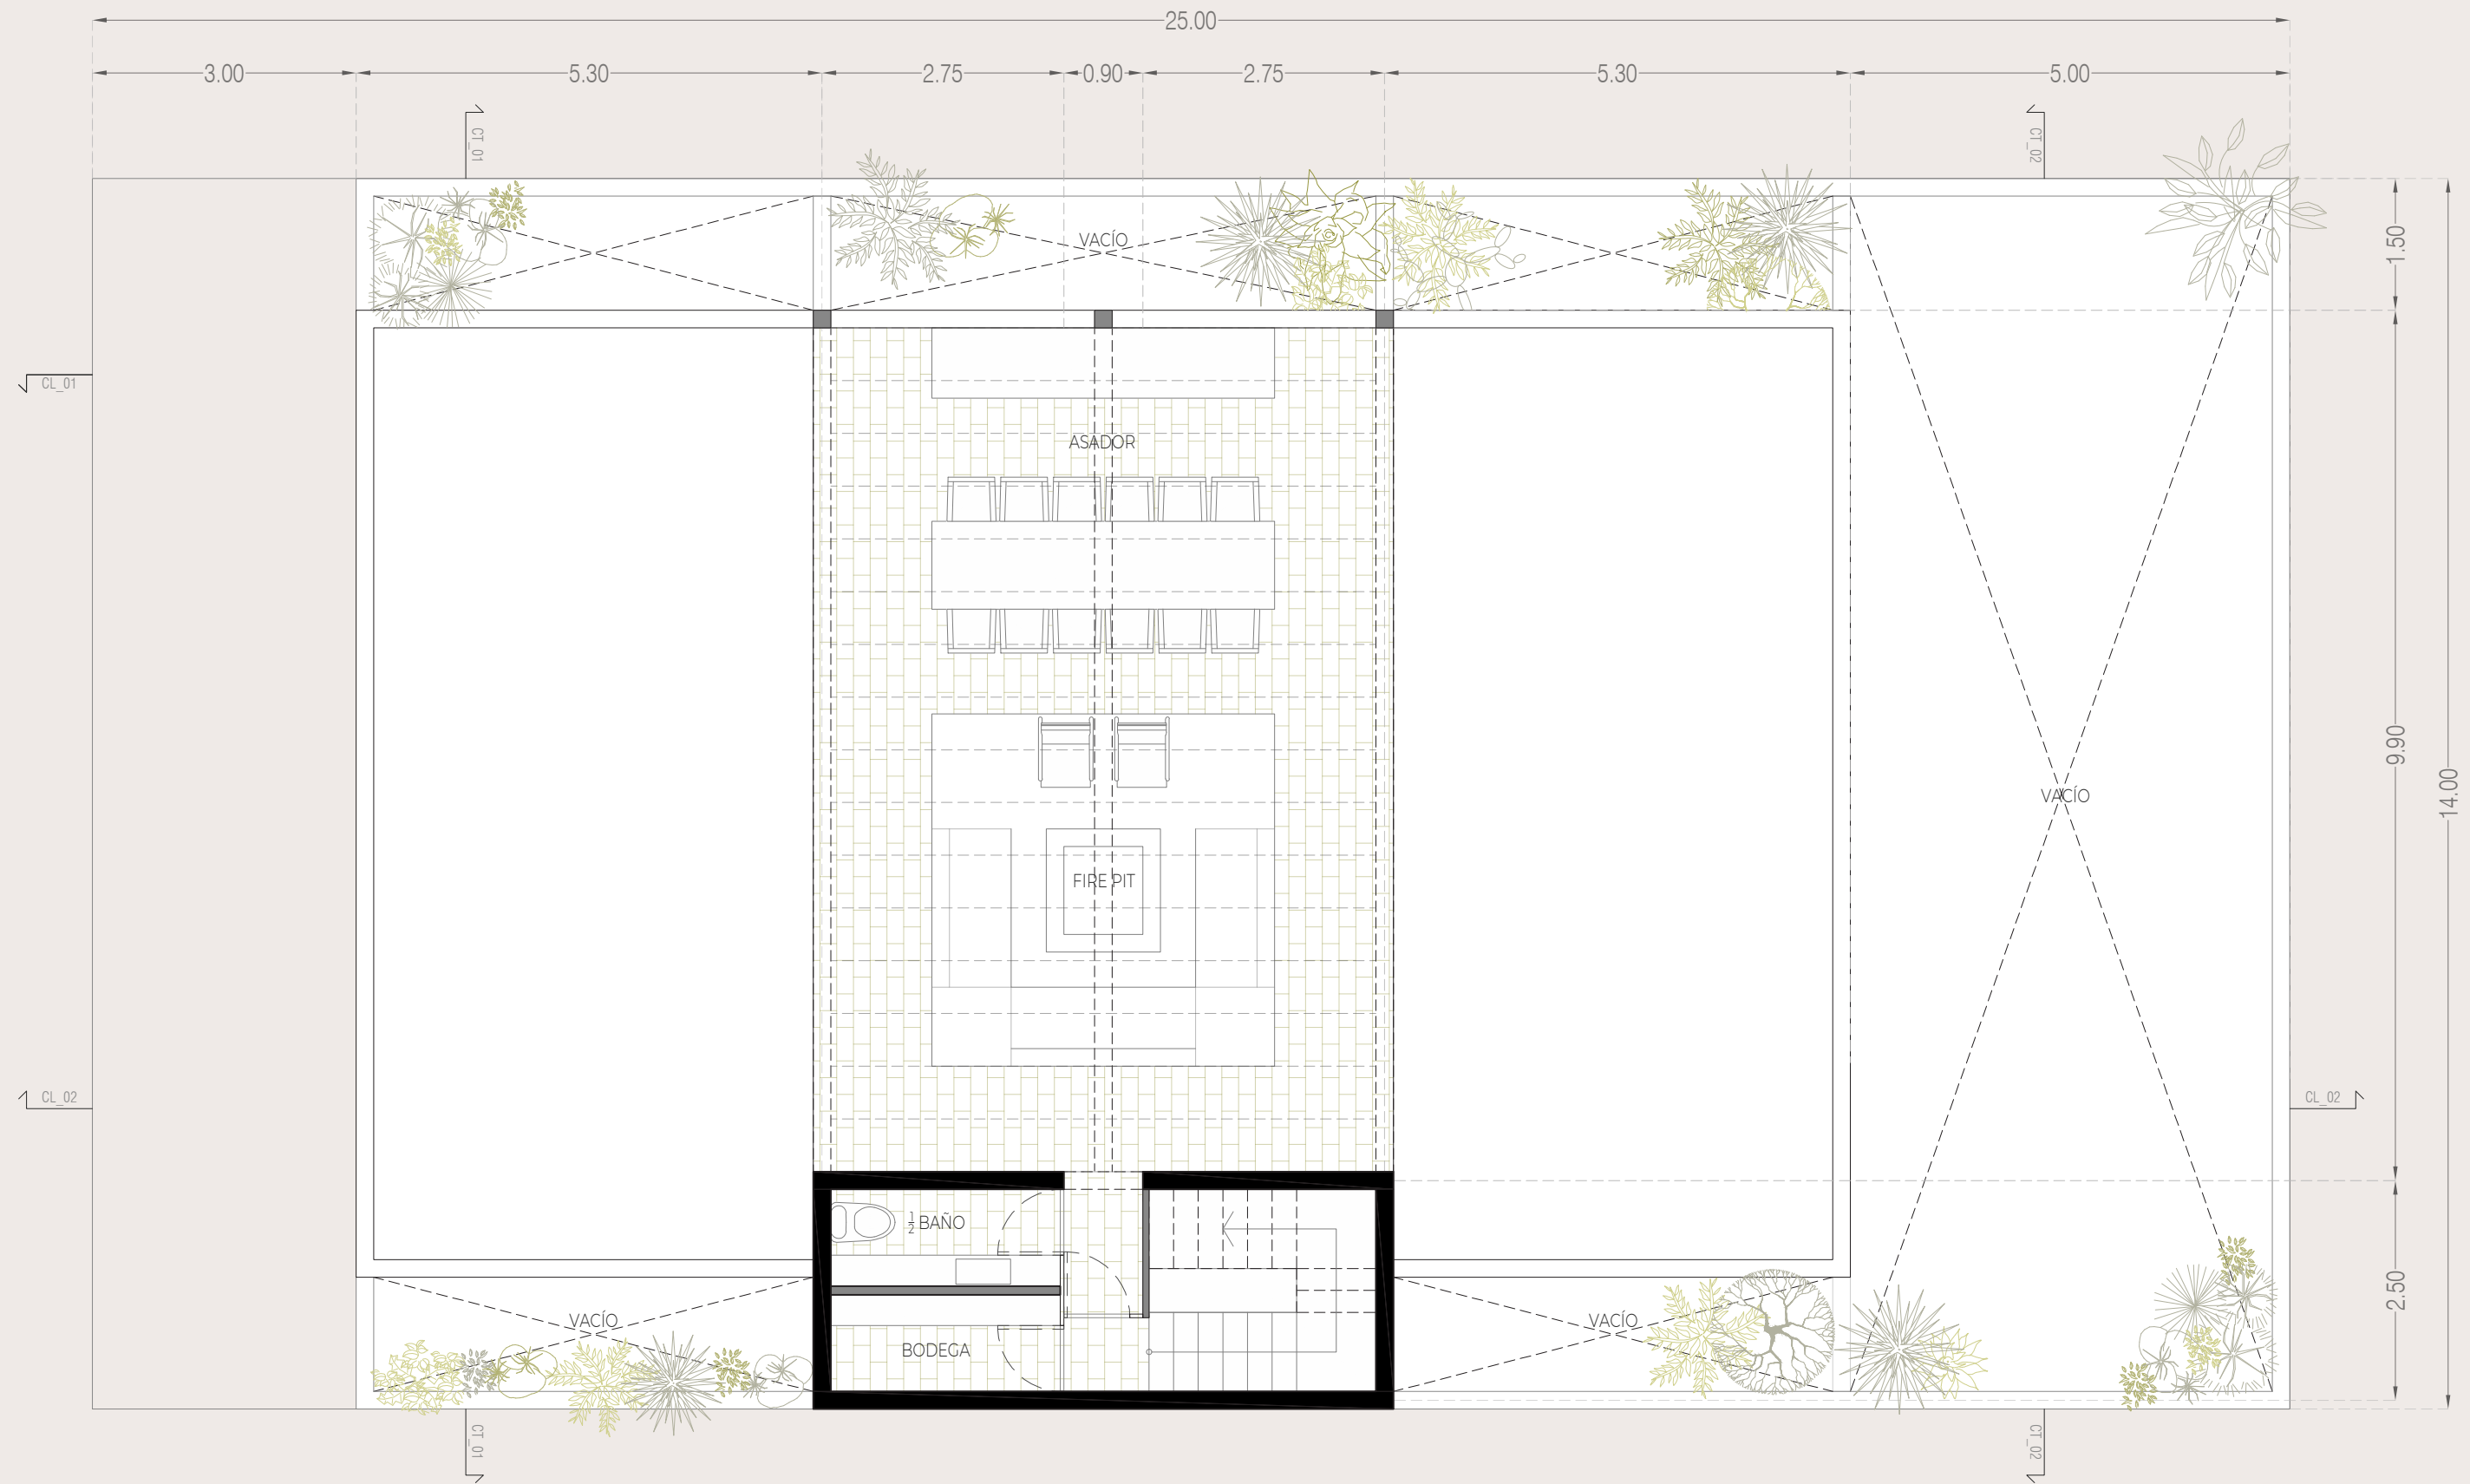 25.00
3.00
5.30
2.75
0.90
2.75
5.30
5.00
CT_01
CT_02
VACÍO
1.50
CL_01
ASADOR
9.90
14.00
VACÍO
FIRE PIT
CL_02
CL_02
½ BAÑO
2.50
VACÍO
VACÍO
BODEGA
CT_01
CT_02